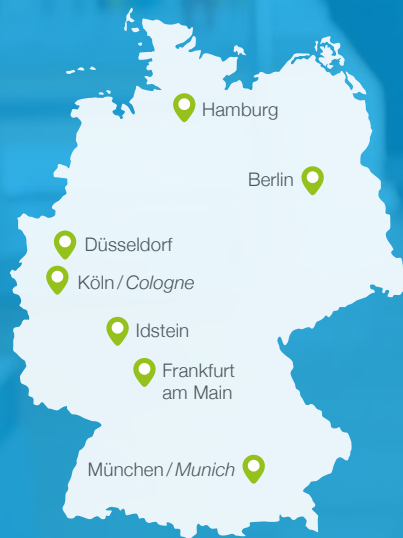 Hamburg
Berlin
Düsseldorf
Köln / Cologne
Idstein
Frankfurt
am Main
München / Munich